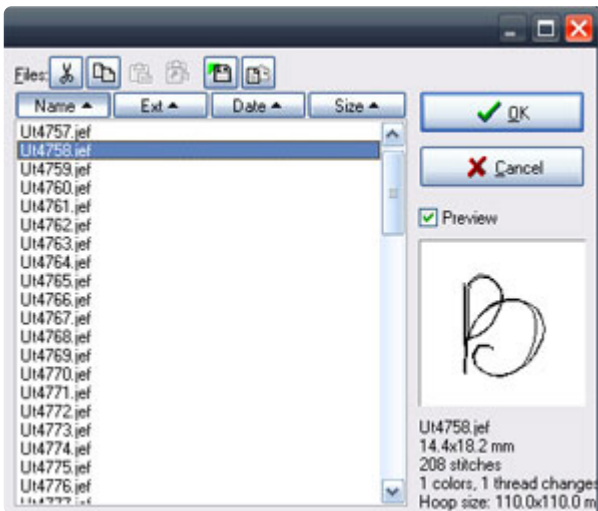 Files:
Name Ext Date Size
Ut4757.jef
Ut4758.jef
Ut4759.jef
Ut4760.jef
Ut4761.jef
Ut4762.jef
Ut4763.jef
Ut4764.jef
Ut4765.jef
Ut4766.jef
Ut4767.jef
Ut4768.jef
Ut4769.jef
Ut4770.jef
Ut4771.jef
Ut4772.jef
Ut4773.jef
Ut4774.jef
Ut4775.jef
Ut4776.jef
OK
Cancel
Preview
B
Ut4758.jef
14.4x18.2 mm
208 stitches
1 colors, 1 thread changes
Hoop size: 110.0x110.0 m